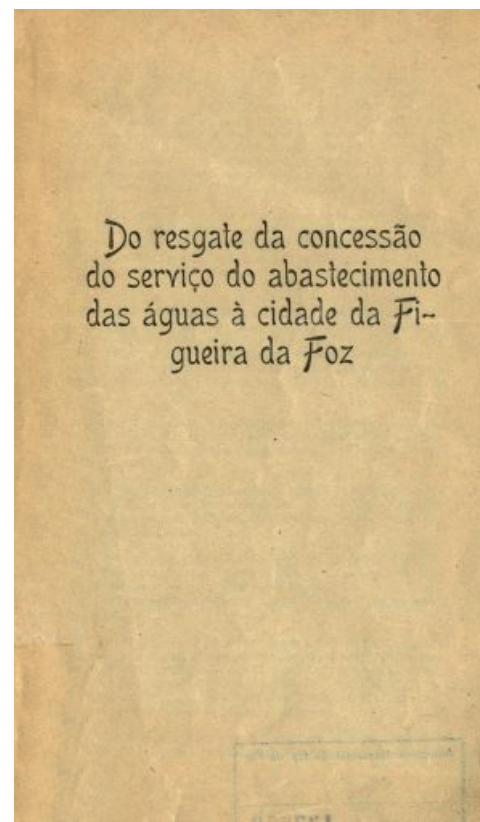 Do resgate da concessão
do serviço do abastecimento
das águas à cidade da Fi-
gueira da Foz